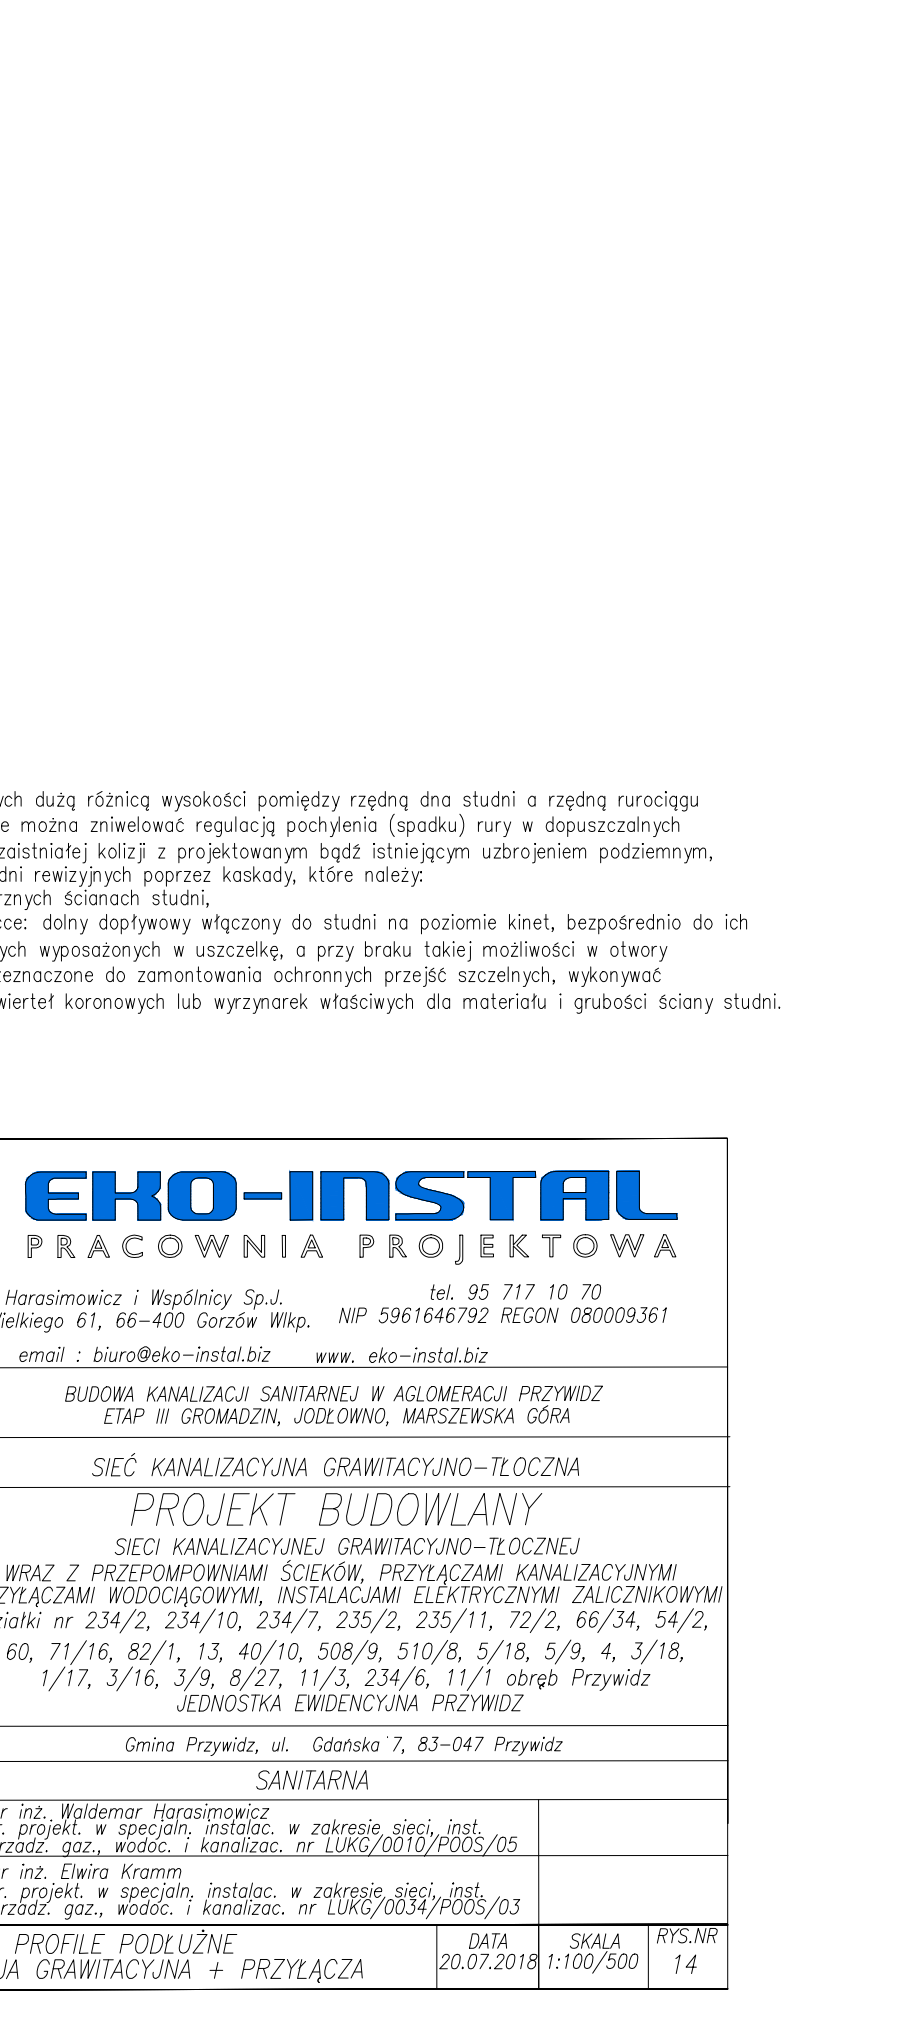 dużą różnicą wysokości pomiędzy rzędną dna studni a rzędną rurociągu
można zniwelować regulacją pochylenia (spadku) rury w dopuszczalnych
zaistniałej kolizji z projektowanym bądź istniejącym uzbrojeniem podziemnym,
rewizyjnych poprzez kaskady, które należy:
ścianach studni,
dolny dopływowy włączony do studni na poziomie kinet, bezpośrednio do ich
wyposażonych w uszczelkę, a przy braku takiej możliwości w otwory
do zamontowania ochronnych przejść szczelnych, wykonywać
wierteł koronowych lub wyrzynarek właściwych dla materiału i grubości ściany studni.
EKO-INSTAL
PRACOWNIA PROJEKTOWA
Harasimowicz i Wspólnicy Sp.J.
tel. 95 717 10 70
Wielkiego 61, 66-400 Gorzów Wlkp.
NIP 5961646792 REGON 080009361
email : biuro@eko-instal.biz www. eko-instal.biz
BUDOWA KANALIZACJI SANITARNEJ W AGLOMERACJI PRZYWIDZ
ETAP III GROMADZIN, JODŁOWNO, MARSZEWSKA GÓRA
SIEĆ KANALIZACYJNA GRAWITACYJNO-TŁOCZNA
PROJEKT BUDOWLANY
SIECI KANALIZACYJNEJ GRAWITACYJNO-TŁOCZNEJ
WRAZ Z PRZEPOMPOWNIAMI ŚCIEKÓW, PRZYŁĄCZAMI KANALIZACYJNYMI
ZYŁĄCZAMI WODOCIĄGOWYMI, INSTALACJAMI ELEKTRYCZNYMI ZALICZNIKOWYMI
iałki nr 234/2, 234/10, 234/7, 235/2, 235/11, 72/2, 66/34, 54/2,
60, 71/16, 82/1, 13, 40/10, 508/9, 510/8, 5/18, 5/9, 4, 3/18,
1/17, 3/16, 3/9, 8/27, 11/3, 234/6, 11/1 obręb Przywidz
JEDNOSTKA EWIDENCYJNA PRZYWIDZ
Gmina Przywidz, ul. Gdańska 7, 83-047 Przywidz
SANITARNA
r inż. Waldemar Harasimowicz
r. projekt. w specjaln. instalac. w zakresie sieci, inst.
rządz. gaz., wodoc. i kanalizac. nr LUKG/0010/POOS/05
r inż. Elwira Kramm
r. projekt. w specjaln. instalac. w zakresie sieci, inst.
rządz. gaz., wodoc. i kanalizac. nr LUKG/0034/POOS/03
PROFILE PODŁUŻNE
JA GRAWITACYJNA + PRZYŁĄCZA
DATA
20.07.2018
SKALA
1:100/500
RYS.NR
14